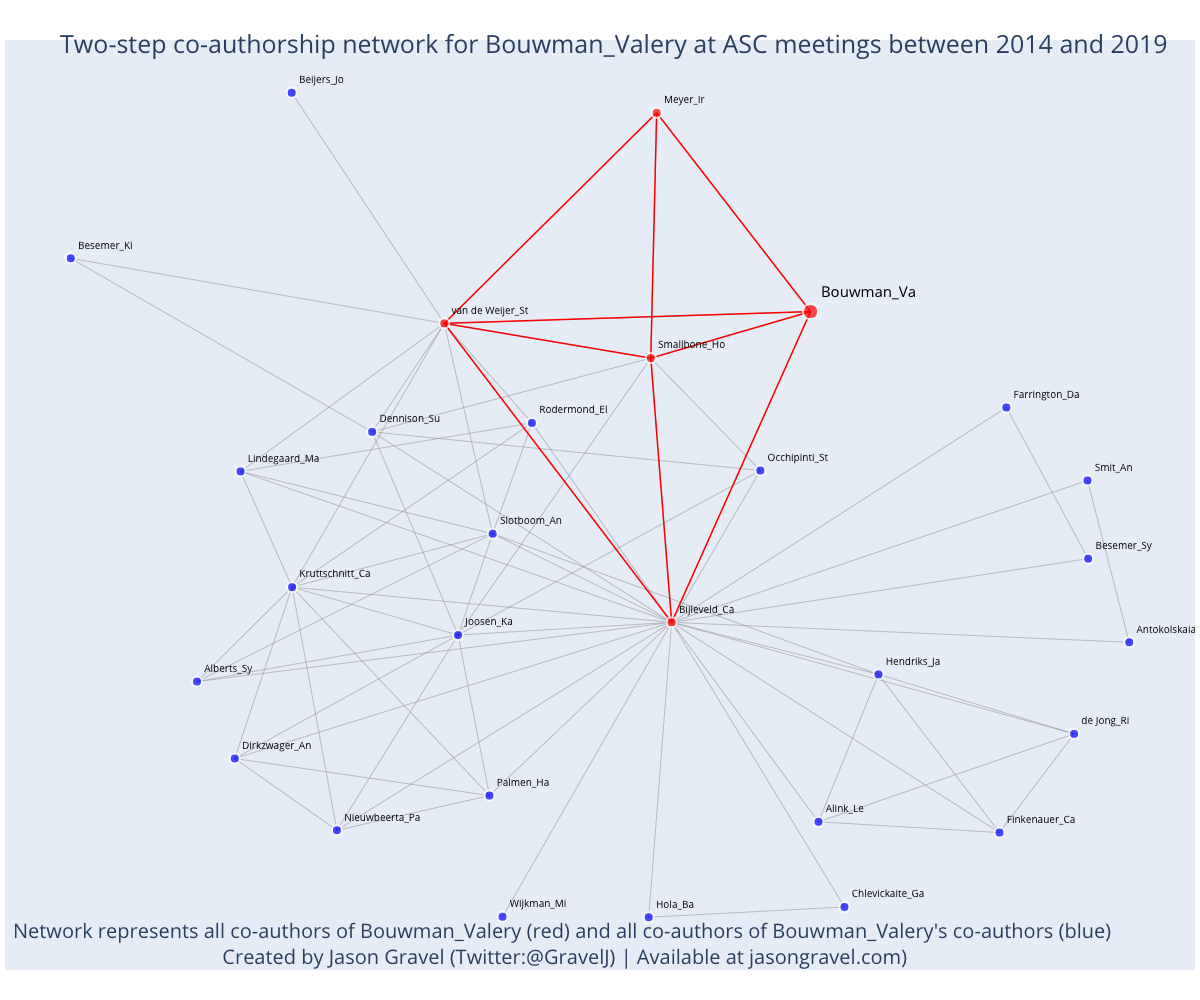 Two-step co-authorship network for Bouwman_Valery at ASC meetings between 2014 and 2019
Beijers_Jo
Meyer_Ir
Besemer_Ki
Bouwman_Va
van de Weijer_St
Smallbone_Ho
Farrington_Da
Rodermond_El
Dennison_Su
Occhipinti_St
Lindegaard_Ma
Smit_An
Slotboom_An
Besemer_Sy
Kruttschnitt_Ca
Bijleveld_Ca
Joosen_Ka
Antokolskaia
Hendriks_Ja
Alberts_Sy
de Jong_Ri
Dirkzwager_An
Palmen_Ha
Alink_Le
Nieuwbeerta_Pa
Finkenauer_Ca
Chlevickaite_Ga
Wijkman_Mi
Hola_Ba
Network represents all co-authors of Bouwman_Valery (red) and all co-authors of Bouwman_Valery's co-authors (blue)
Created by Jason Gravel (Twitter:@GravelJ) | Available at jasongravel.com)